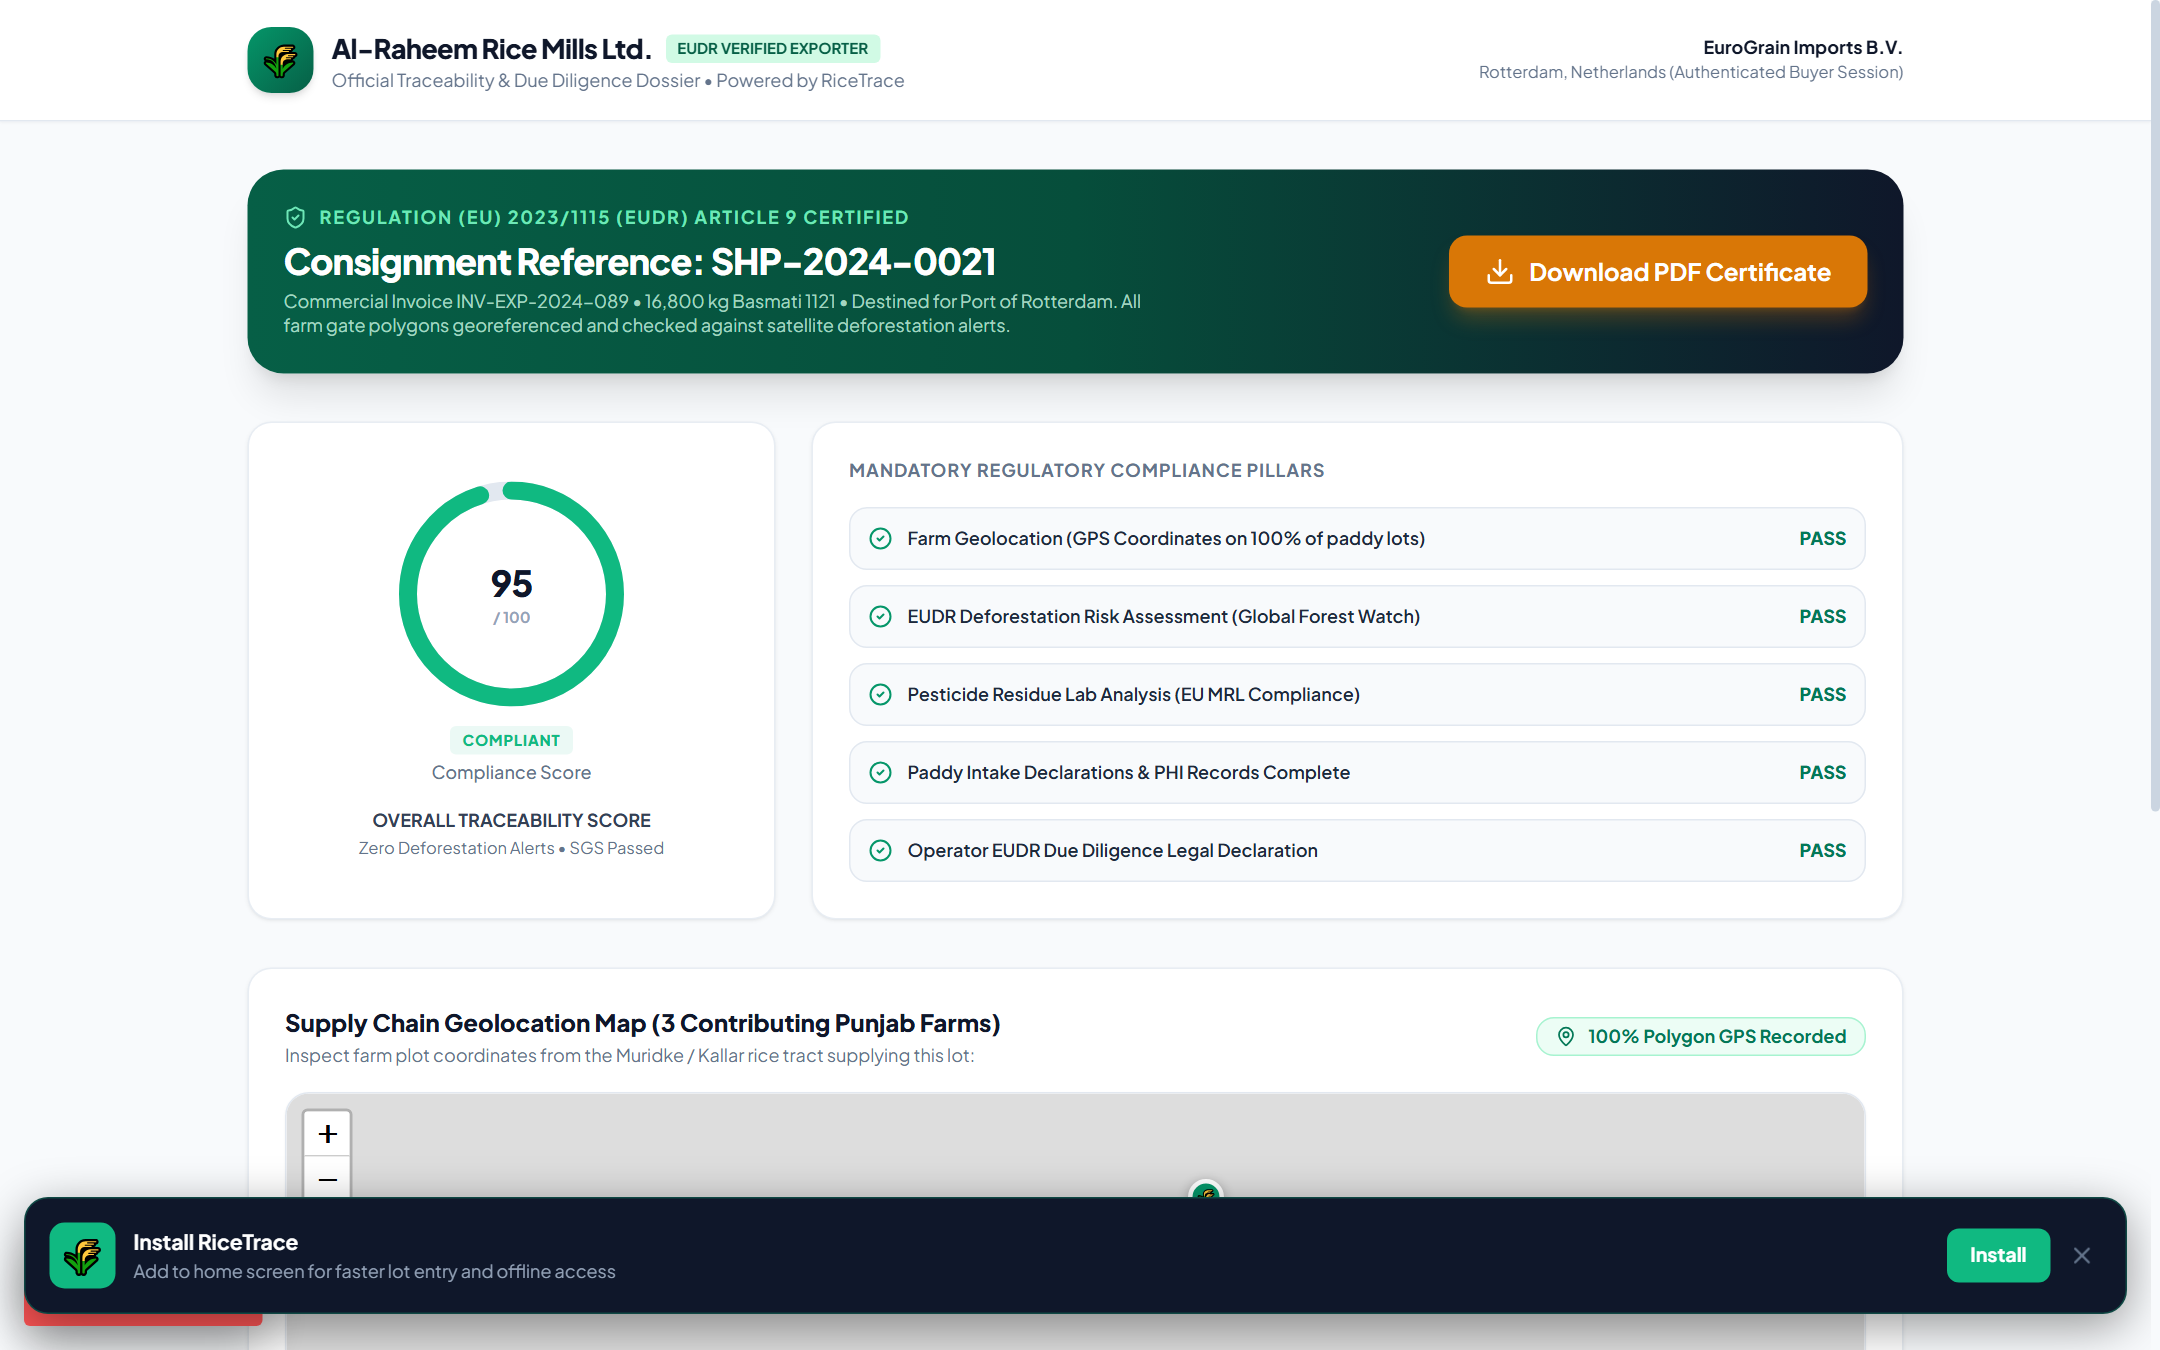 Al-Raheem Rice Mills Ltd. EUDR VERIFIED EXPORTER
Official Traceability & Due Diligence Dossier • Powered by RiceTrace
EuroGrain Imports B.V.
Rotterdam, Netherlands (Authenticated Buyer Session)
REGULATION (EU) 2023/1115 (EUDR) ARTICLE 9 CERTIFIED
Consignment Reference: SHP-2024-0021
Commercial Invoice INV-EXP-2024-089 • 16,800 kg Basmati 1121 • Destined for Port of Rotterdam. All
farm gate polygons georeferenced and checked against satellite deforestation alerts.
Download PDF Certificate
95
/ 100
COMPLIANT
Compliance Score
OVERALL TRACEABILITY SCORE
Zero Deforestation Alerts • SGS Passed
MANDATORY REGULATORY COMPLIANCE PILLARS
Farm Geolocation (GPS Coordinates on 100% of paddy lots) PASS
EUDR Deforestation Risk Assessment (Global Forest Watch) PASS
Pesticide Residue Lab Analysis (EU MRL Compliance) PASS
Paddy Intake Declarations & PHI Records Complete PASS
Operator EUDR Due Diligence Legal Declaration PASS
Supply Chain Geolocation Map (3 Contributing Punjab Farms)
Inspect farm plot coordinates from the Muridke / Kallar rice tract supplying this lot:
100% Polygon GPS Recorded
+
−
Install RiceTrace
Add to home screen for faster lot entry and offline access
Install